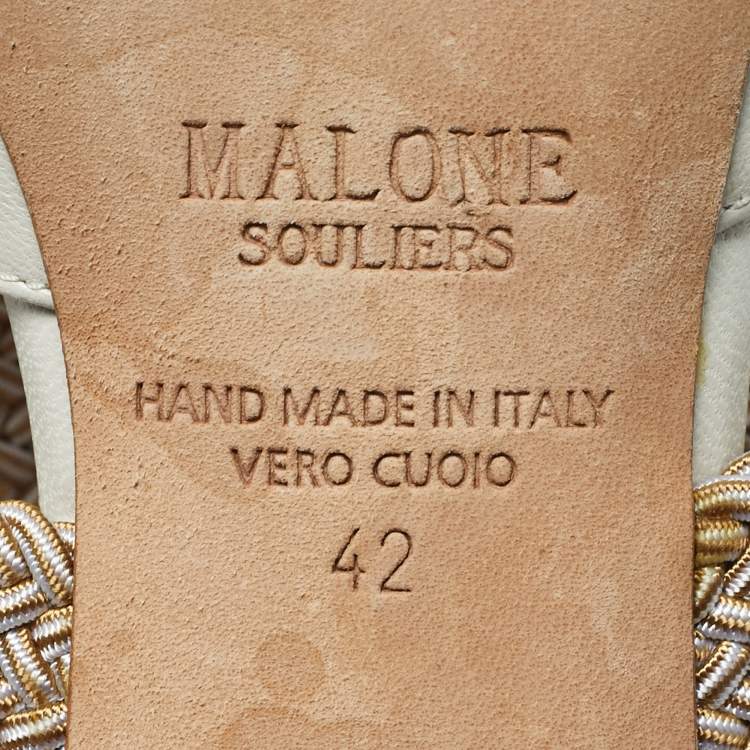 MALONE
SOULIERS
HAND MADE IN ITALY
VERO CUOIO
42